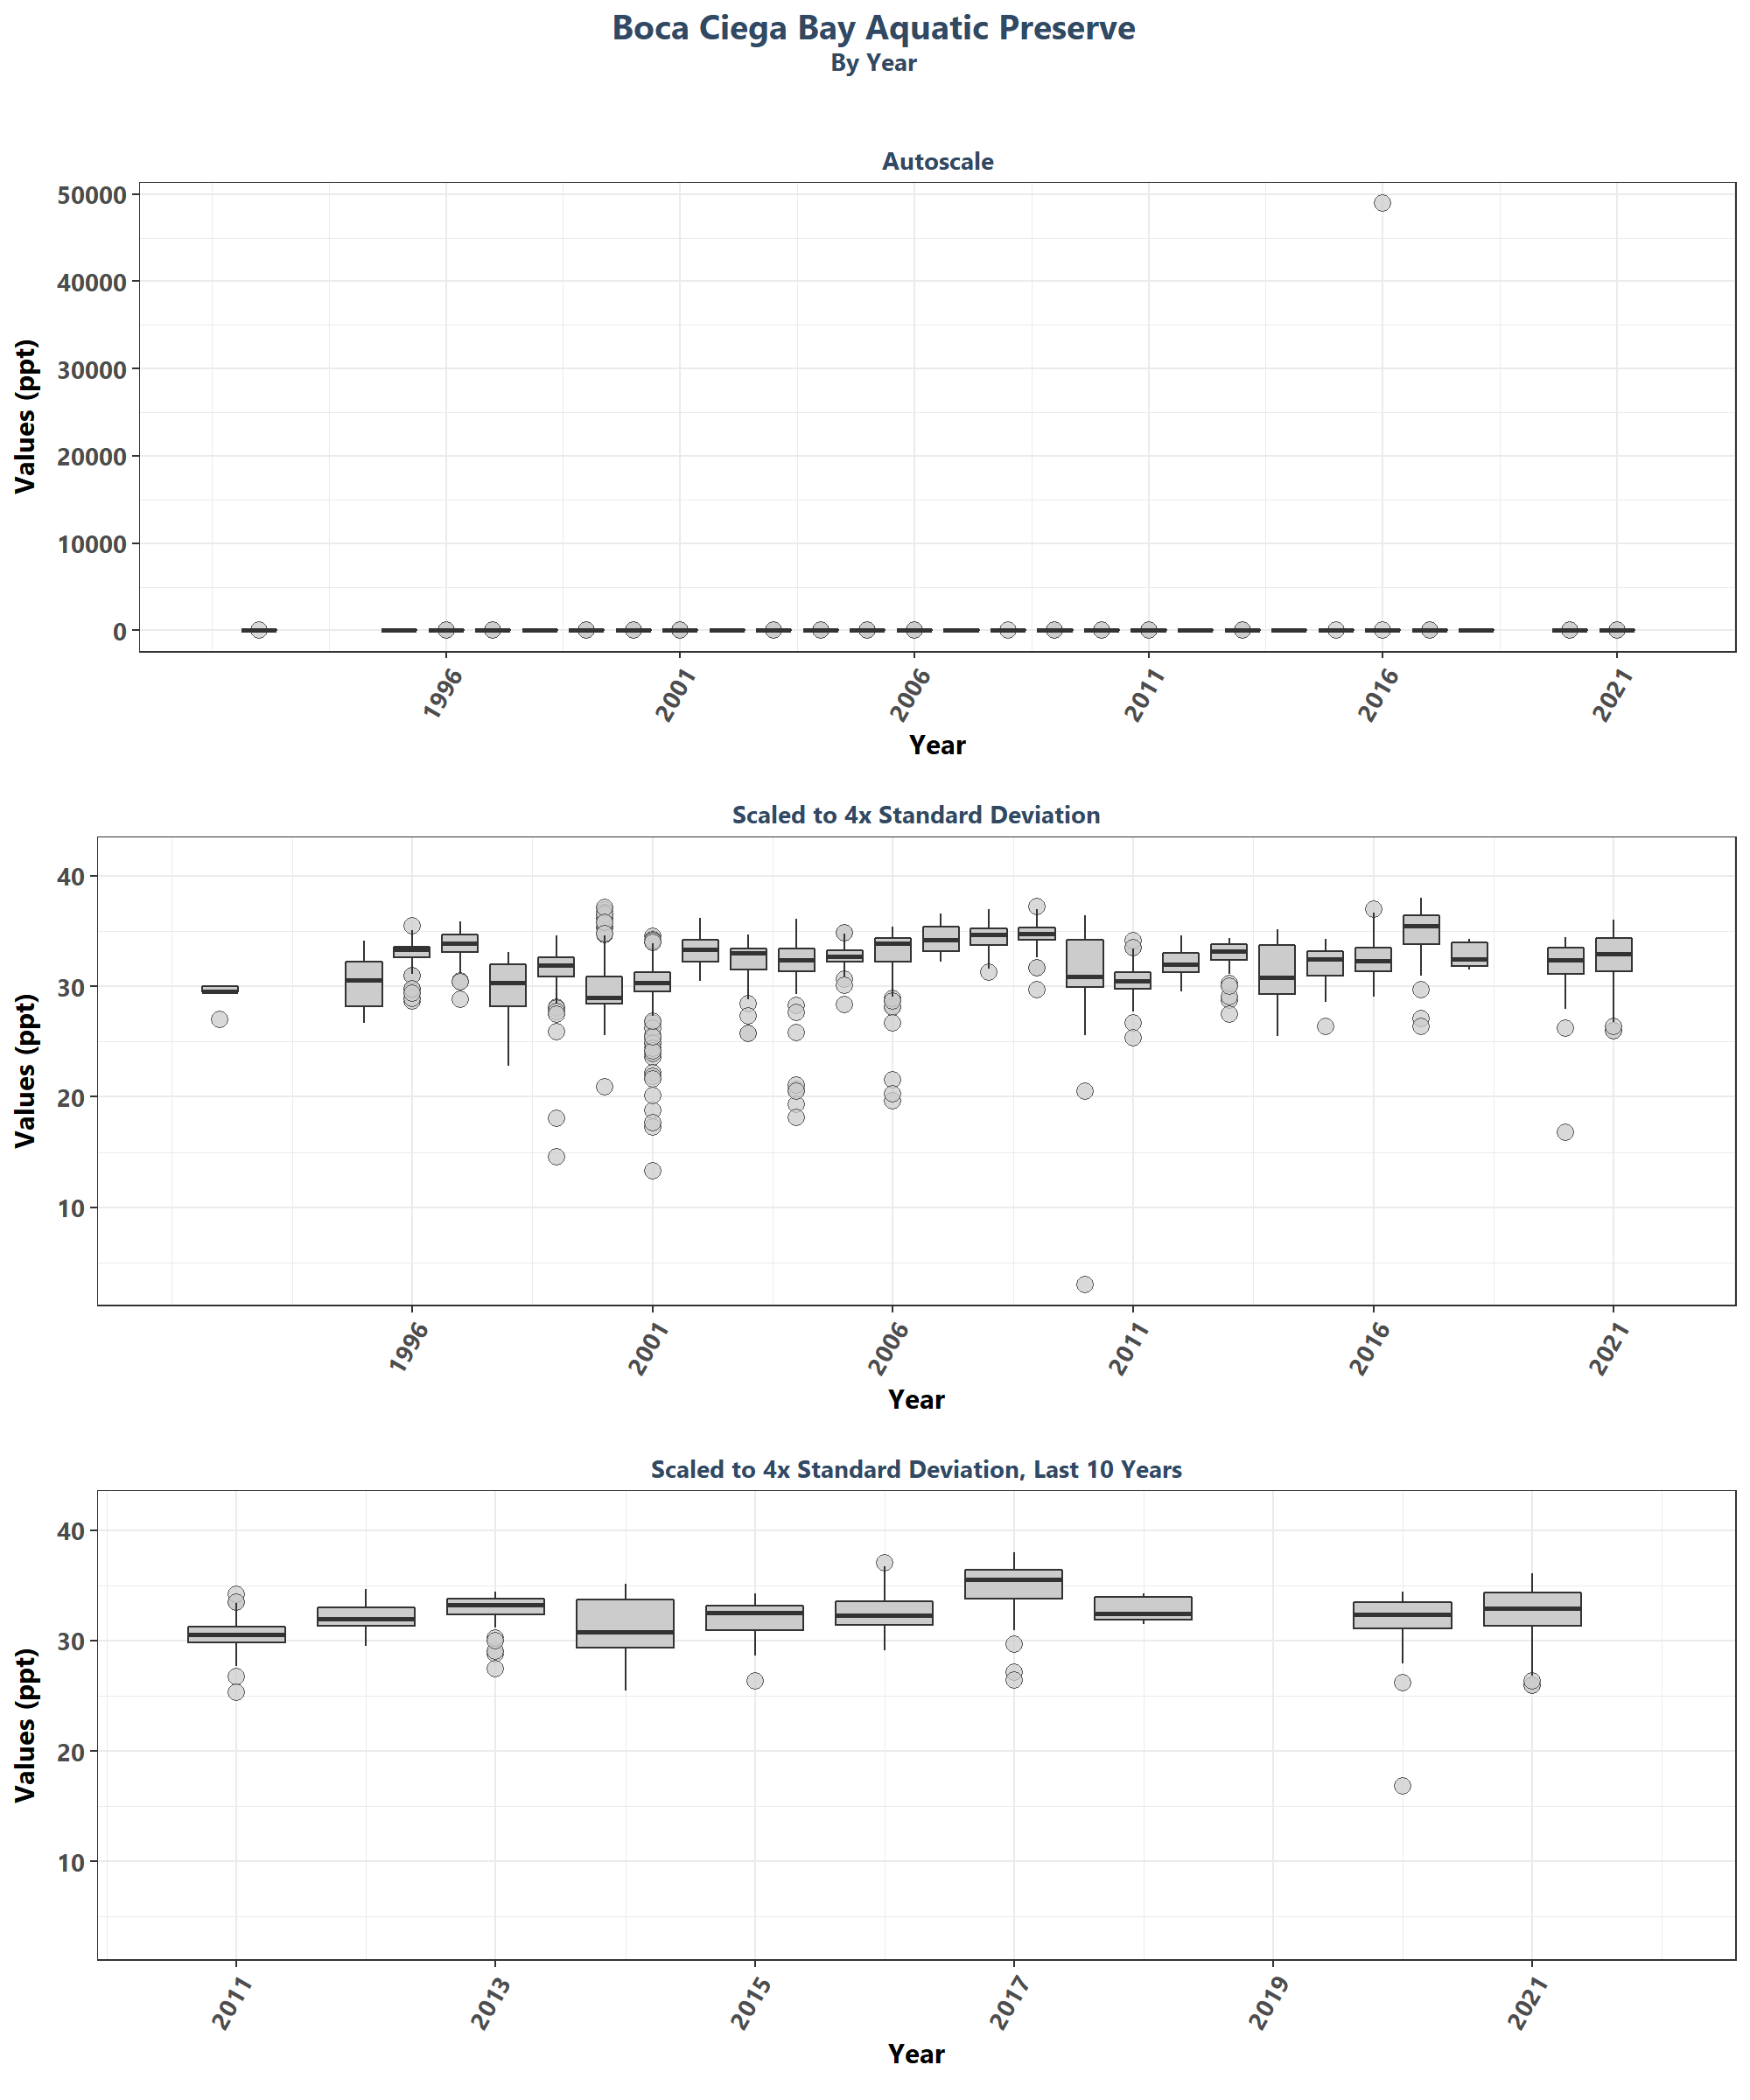 Boca Ciega Bay Aquatic Preserve
By Year
Autoscale
Values (ppt)
50000
40000
30000
20000
10000
0
1996 2001 2006 2011 2016 2021
Year
Scaled to 4x Standard Deviation
Values (ppt)
40
30
20
10
1996 2001 2006 2011 2016 2021
Year
Scaled to 4x Standard Deviation, Last 10 Years
Values (ppt)
40
30
20
10
2011 2013 2015 2017 2019 2021
Year